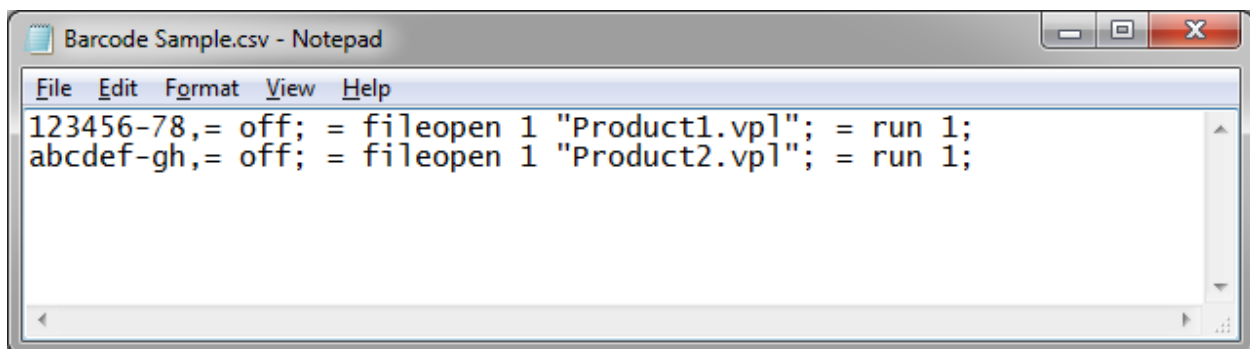 Barcode Sample.csv - Notepad
File Edit Format View Help
123456-78,= off; = fileopen 1 "Product1.vpl"; = run 1;
abcdef-gh,= off; = fileopen 1 "Product2.vpl"; = run 1;